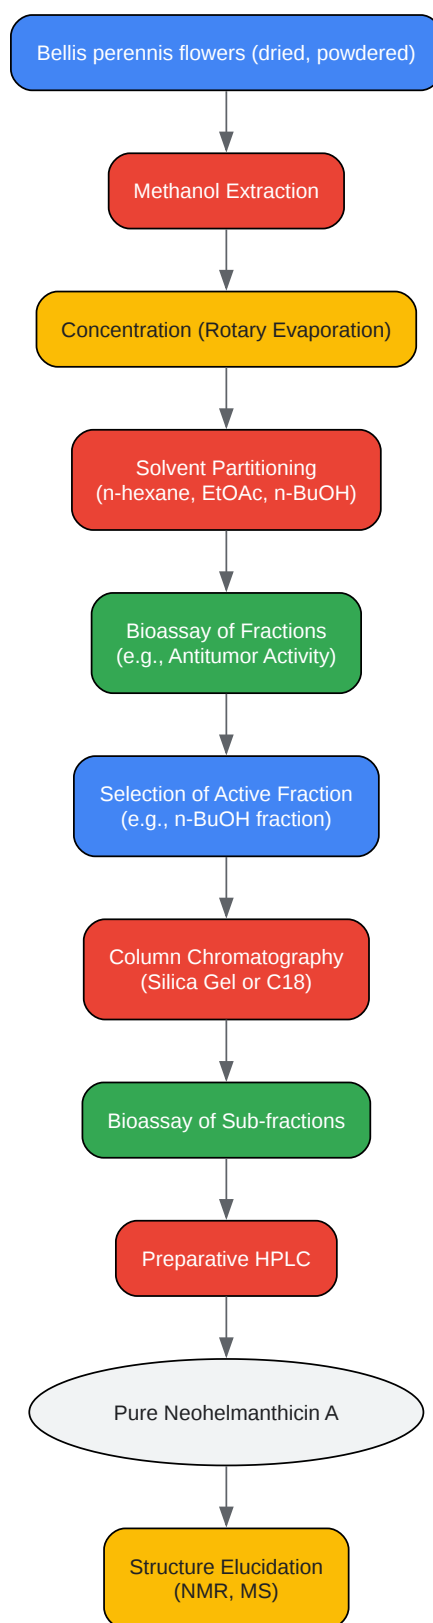 Bellis perennis flowers (dried, powdered)
Methanol Extraction
Concentration (Rotary Evaporation)
Solvent Partitioning
(n-hexane, EtOAc, n-BuOH)
Bioassay of Fractions
(e.g., Antitumor Activity)
Selection of Active Fraction
(e.g., n-BuOH fraction)
Column Chromatography
(Silica Gel or C18)
Bioassay of Sub-fractions
Preparative HPLC
Pure Neohelmanthicin A
Structure Elucidation
(NMR, MS)